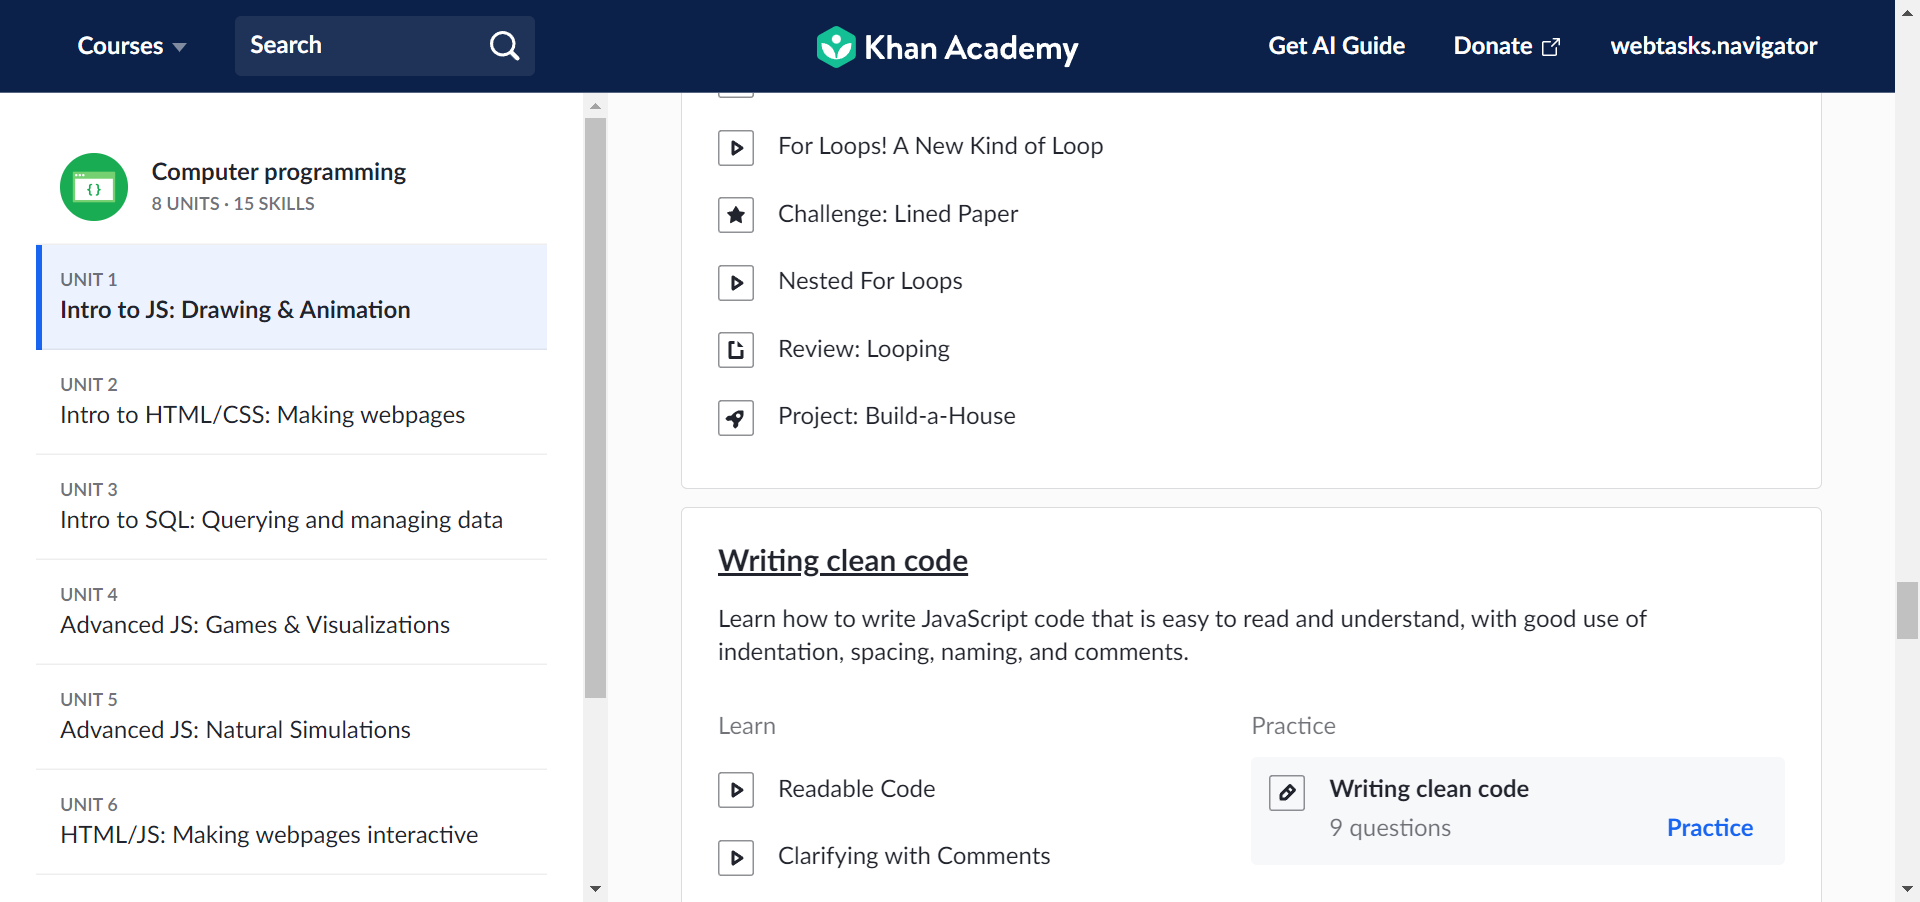 Courses
Search
Khan Academy
Get AI Guide
Donate
webtasks.navigator
Computer programming
8 UNITS · 15 SKILLS
UNIT 1
Intro to JS: Drawing & Animation
UNIT 2
Intro to HTML/CSS: Making webpages
UNIT 3
Intro to SQL: Querying and managing data
UNIT 4
Advanced JS: Games & Visualizations
UNIT 5
Advanced JS: Natural Simulations
UNIT 6
HTML/JS: Making webpages interactive
For Loops! A New Kind of Loop
Challenge: Lined Paper
Nested For Loops
Review: Looping
Project: Build-a-House
Writing clean code
Learn how to write JavaScript code that is easy to read and understand, with good use of
indentation, spacing, naming, and comments.
Learn
Readable Code
Clarifying with Comments
Practice
Writing clean code
9 questions
Practice